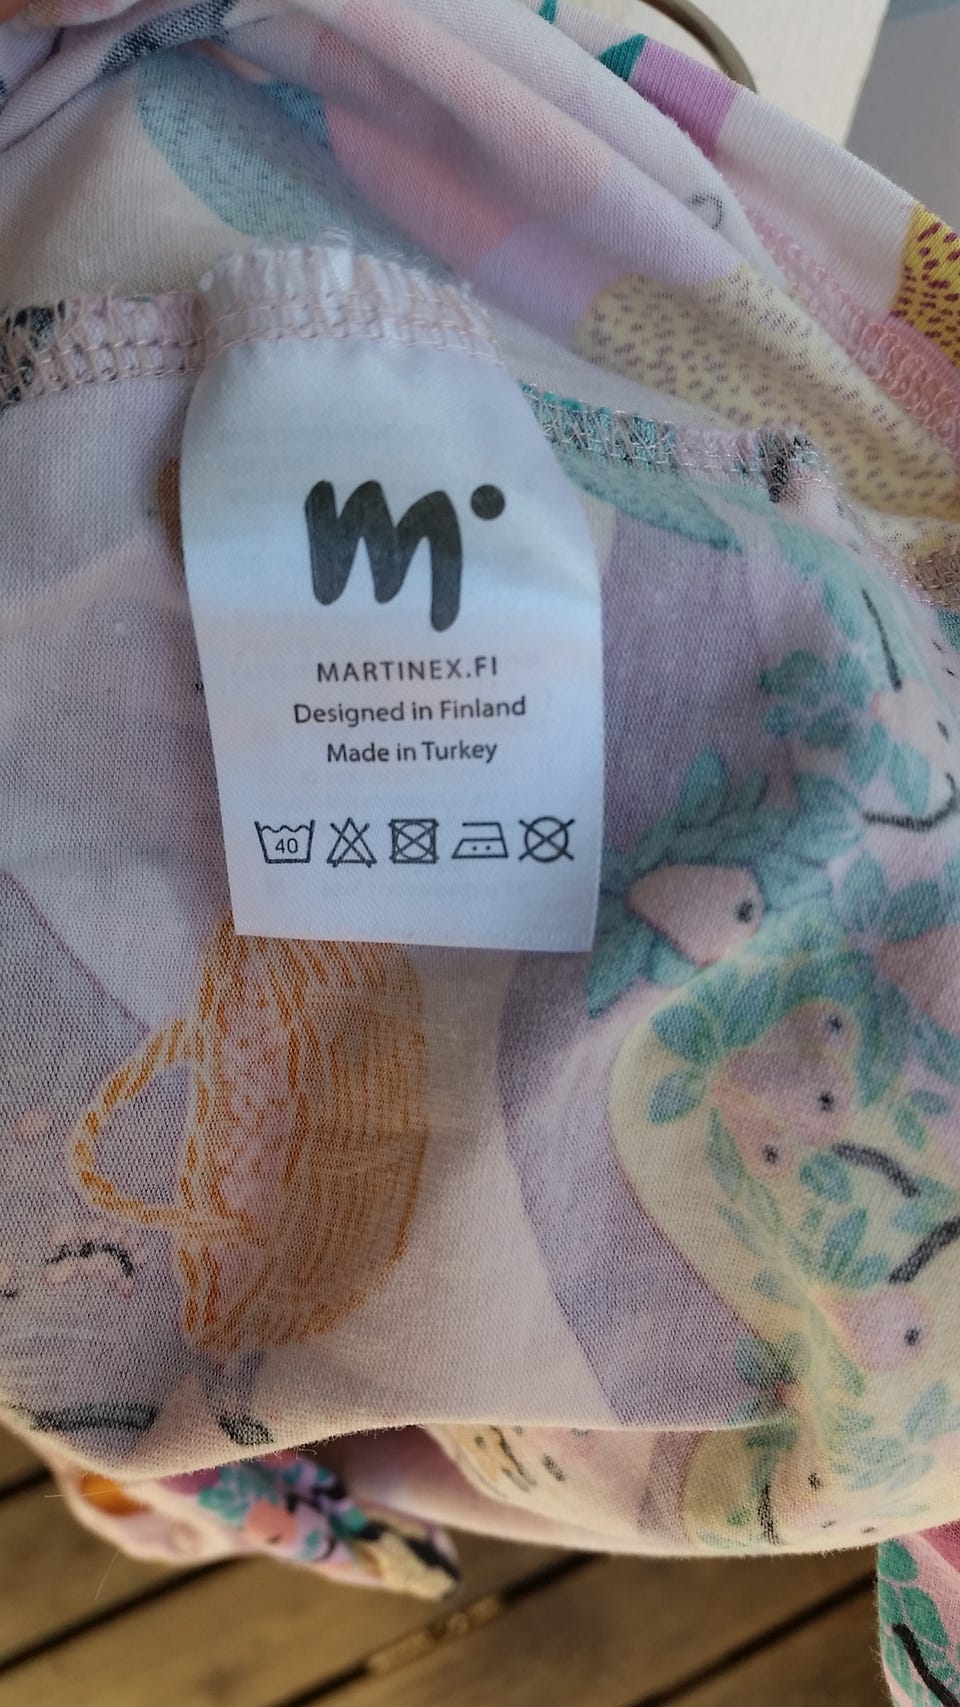 m
MARTINEX.FI
Designed in Finland
Made in Turkey
40